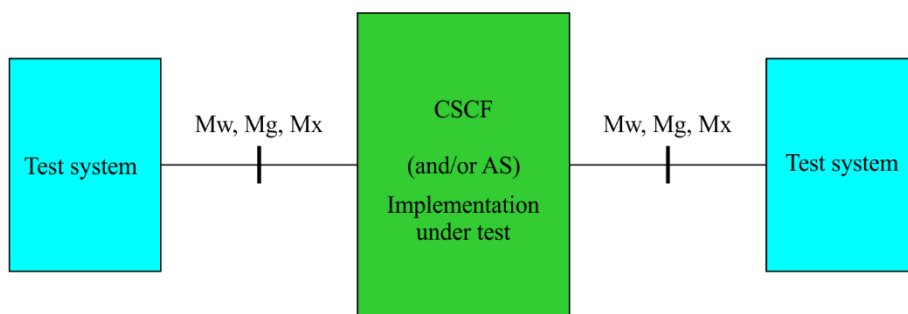 Test system
Mw, Mg, Mx
CSCF
(and/or AS)
Implementation
under test
Mw, Mg, Mx
Test system